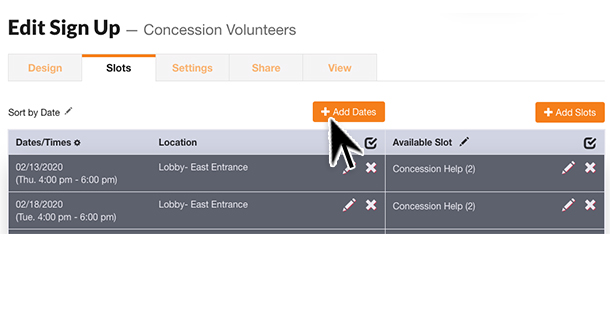 Edit Sign Up — Concession Volunteers
Design Slots Settings Share View
Sort by Date + Add Dates + Add Slots
Dates/Times Location Available Slot
02/13/2020 Lobby- East Entrance Concession Help (2)
(Thu. 4:00 pm - 6:00 pm)
02/18/2020 Lobby- East Entrance Concession Help (2)
(Tue. 4:00 pm - 6:00 pm)